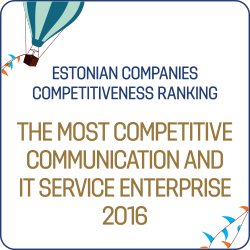 ESTONIAN COMPANIES
COMPETITIVENESS RANKING
THE MOST COMPETITIVE
COMMUNICATION AND
IT SERVICE ENTERPRISE
2016